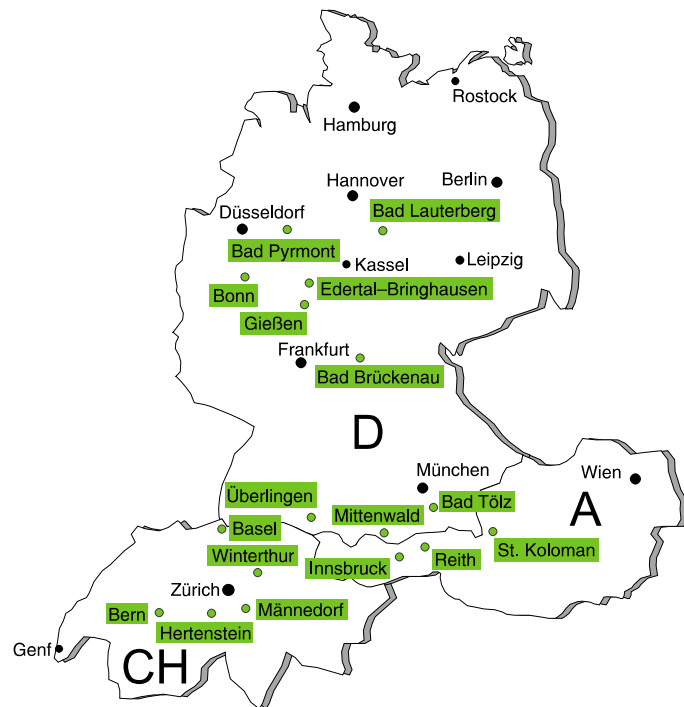 Rostock
Hamburg
Hannover
Berlin
Düsseldorf
Bad Lauterberg
Bad Pyrmont
Kassel
Leipzig
Bonn
Edertal–Bringhausen
Gießen
Frankfurt
Bad Brückenau
D
München
Wien
Überlingen
Mittenwald
Bad Tölz
A
Basel
St. Koloman
Winterthur
Innsbruck
Reith
Zürich
Bern
Männedorf
Hertenstein
Genf
CH